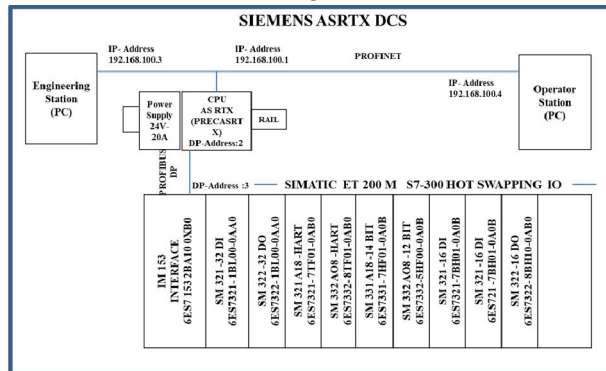 SIEMENS ASRTX DCS
IP- Address
192.168.100.3
IP- Address
192.168.100.1
PROFINET
IP- Address
192.168.100.4
Engineering
Station
(PC)
Operator
Station
(PC)
Power
Supply
24V-
20A
CPU
AS RTX
(PRECASRT
X)
DP-Address:2
RAIL
PROFIBUS
DP
DP-Address :3
SIMATIC ET 200 M S7-300 HOT SWAPPING IO
IM 153
INTERFACE
6ES7 153 2BA10 0XB0
SM 321 -32 DI
6ES7321-1BL00-0AA0
SM 322 -32 DO
6ES7322-1BL00-0AA0
SM 321 A18 -HART
6ES7321- 7TF01-0AB0
SM 332 AO8 -HART
6ES7332-8TF01-0AB0
SM 331 A18 -14 BIT
6ES7331-7HF01-0A0B
SM 332 AO8 -12 BIT
6ES7332-5HF00-0A0B
SM 321 -16 DI
6ES7321-7BH01-0A0B
SM 321 -16 DI
6ES721 -7BH01-0A0B
SM 322 -16 DO
6ES7322-8BH10-0AB0